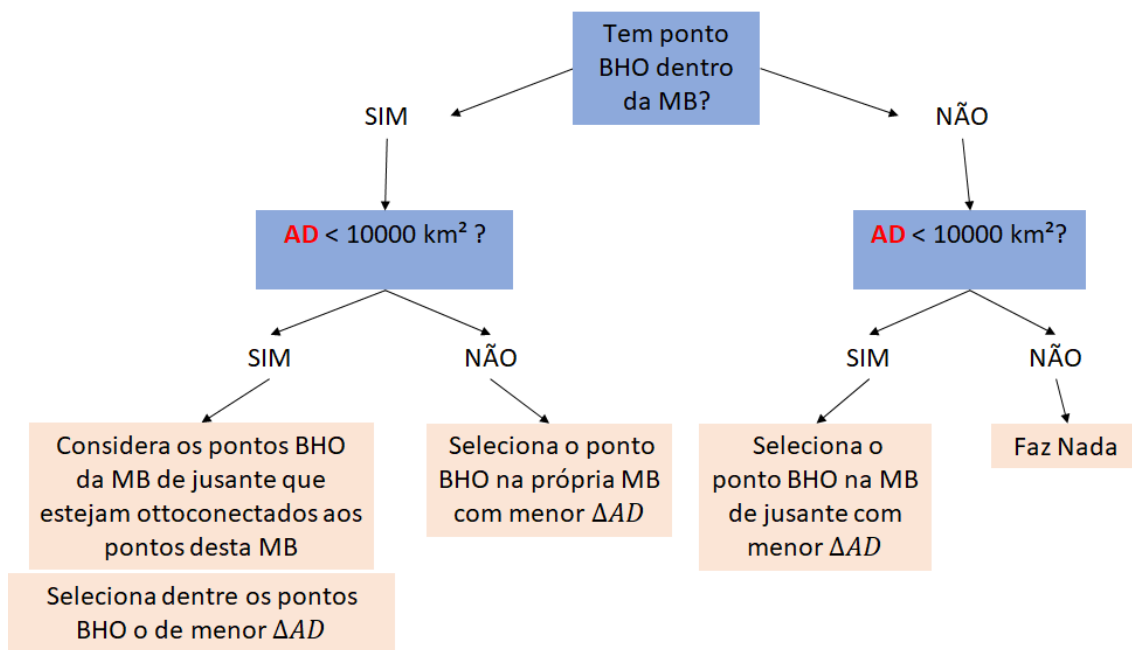 Tem ponto
BHO dentro
da MB?
SIM
NÃO
AD < 10000 km² ?
AD < 10000 km²?
SIM
NÃO
SIM
NÃO
Considera os pontos BHO
da MB de jusante que
estejam ottoconectados aos
pontos desta MB
Seleciona dentre os pontos
BHO o de menor ΔAD
Seleciona o ponto
BHO na própria MB
com menor ΔAD
Seleciona o
ponto BHO na MB
de jusante com
menor ΔAD
Faz Nada